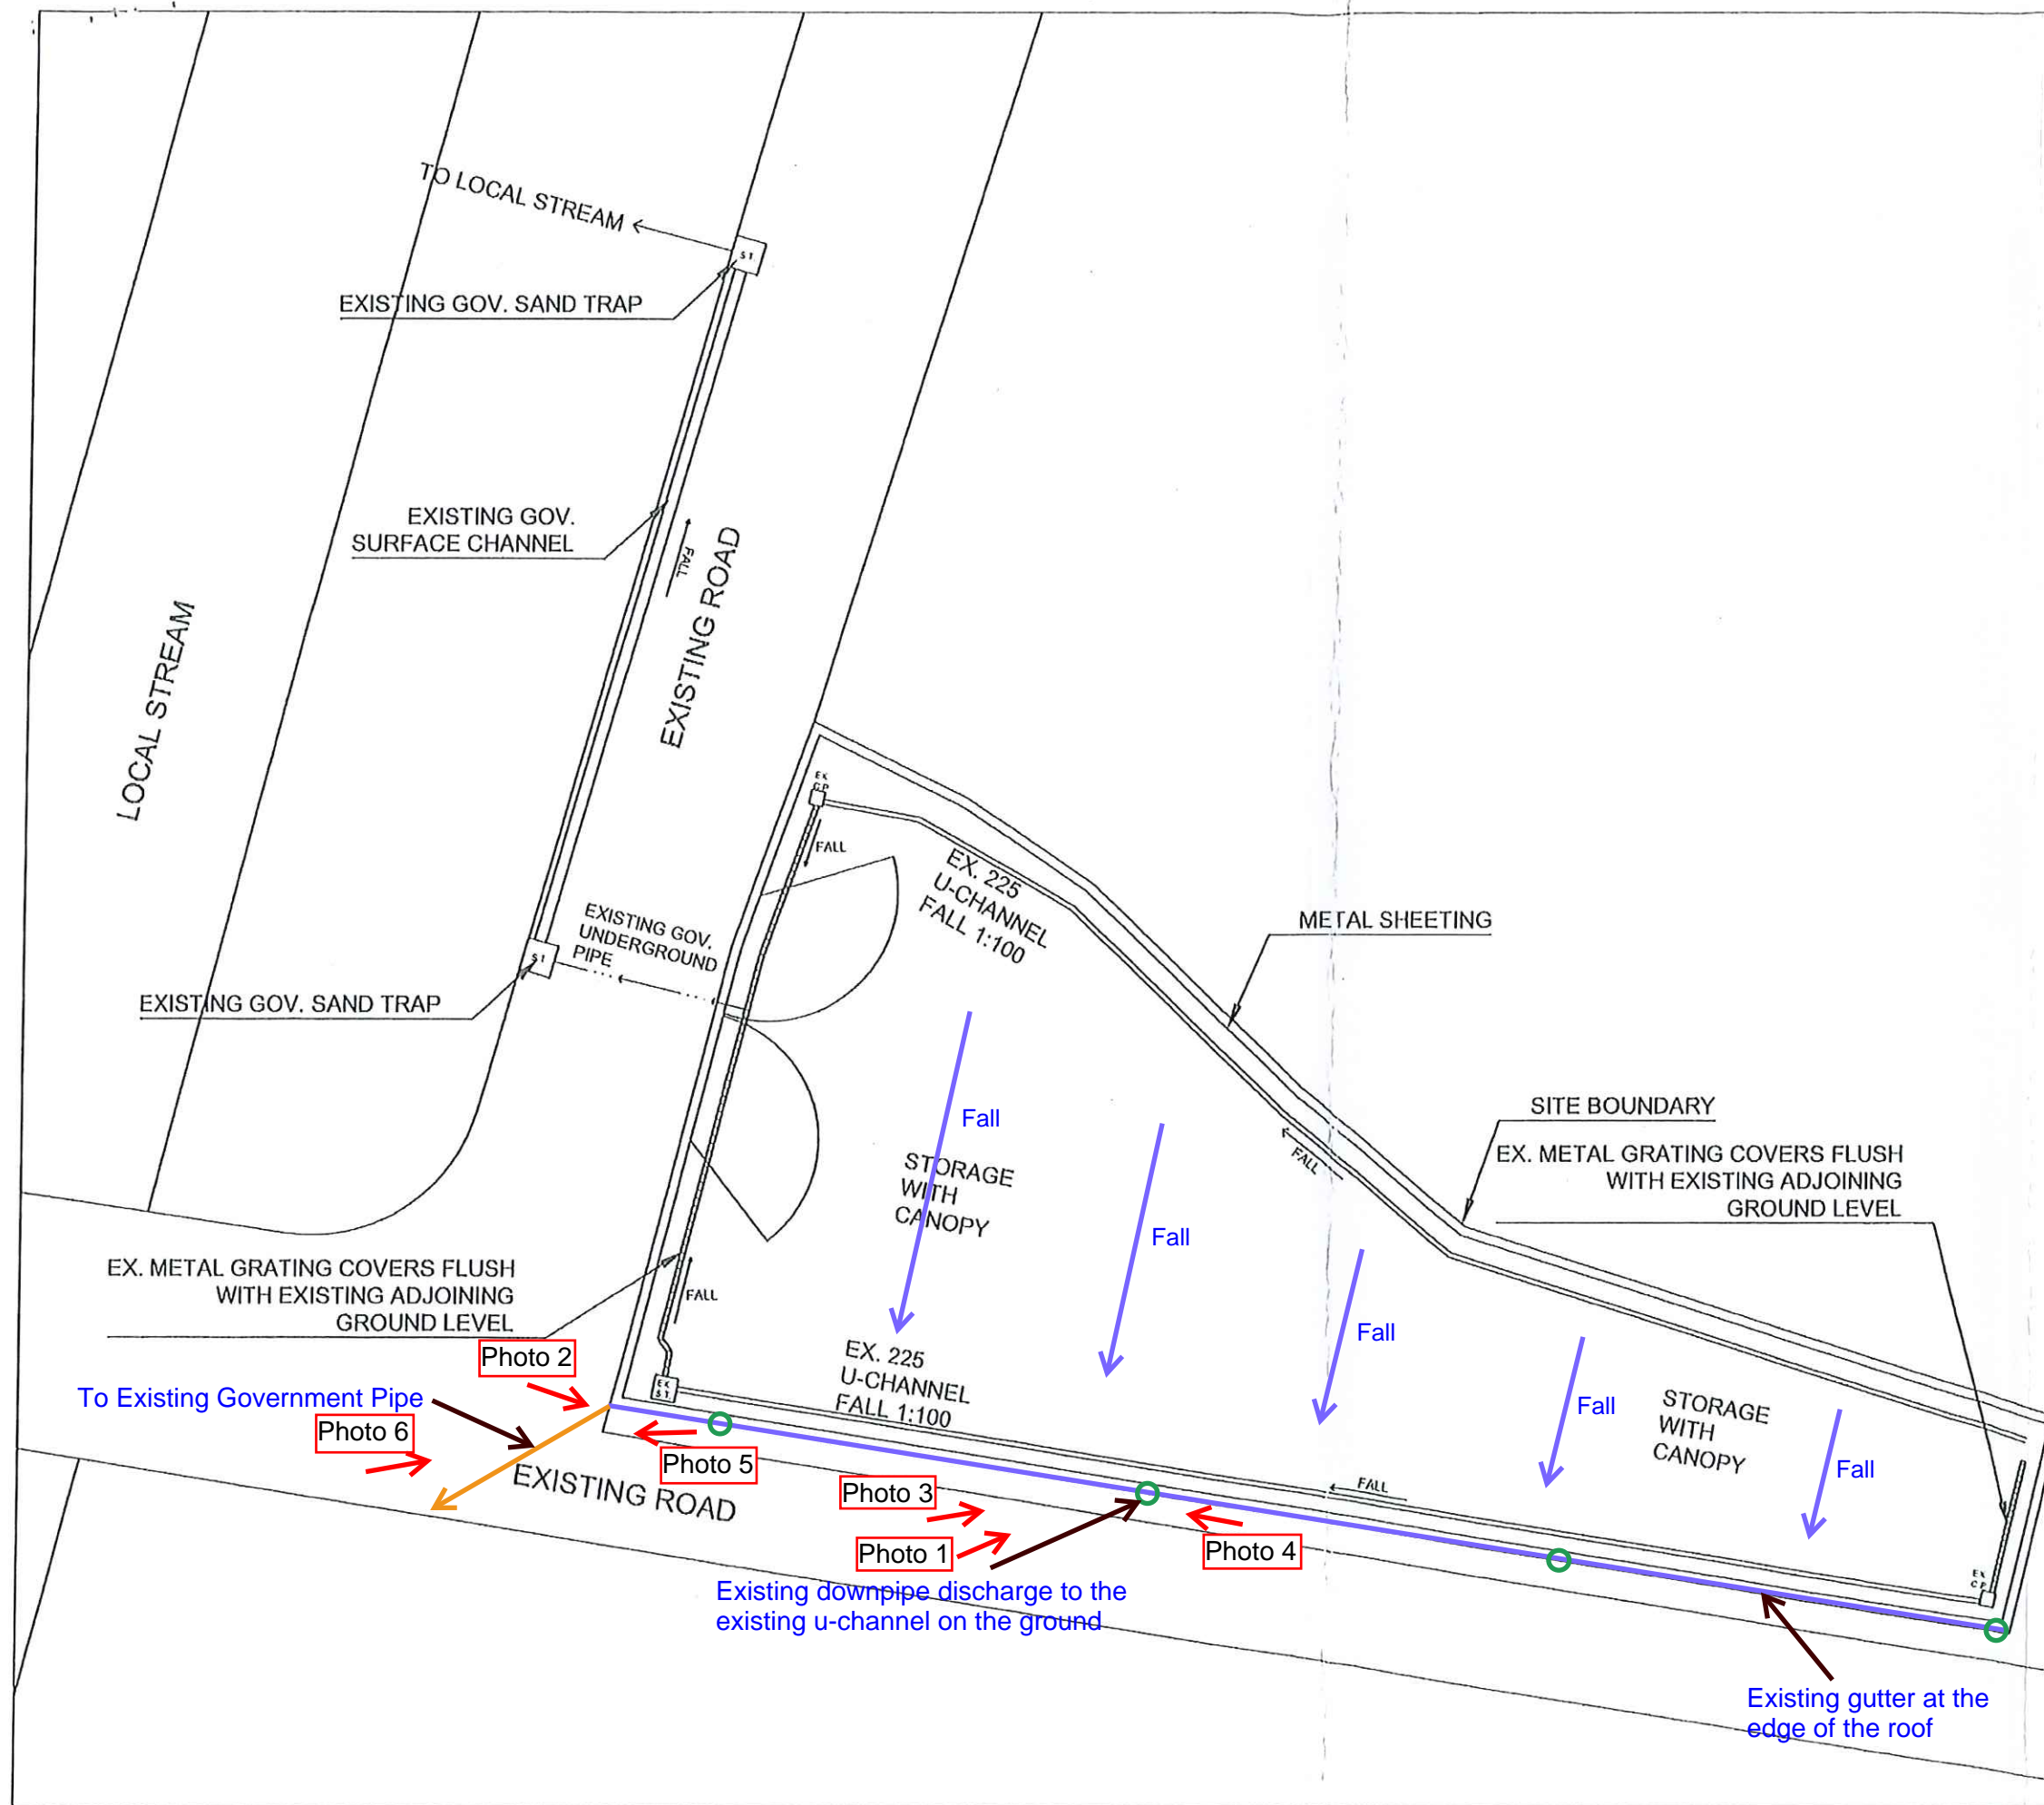 TO LOCAL STREAM
S.T.
EXISTING GOV. SAND TRAP
EXISTING GOV.
SURFACE CHANNEL
FALL
EXISTING ROAD
LOCAL STREAM
EX.
C.P.
FALL
EX. 225
U-CHANNEL
FALL 1:100
EXISTING GOV.
UNDERGROUND
PIPE
METAL SHEETING
S.T.
EXISTING GOV. SAND TRAP
Fall
SITE BOUNDARY
FALL
STORAGE
WITH
CANOPY
EX. METAL GRATING COVERS FLUSH
WITH EXISTING ADJOINING
GROUND LEVEL
Fall
EX. METAL GRATING COVERS FLUSH
WITH EXISTING ADJOINING
GROUND LEVEL
FALL
Fall
Photo 2
EX.
S.T.
EX. 225
U-CHANNEL
FALL 1:100
To Existing Government Pipe
Fall
STORAGE
WITH
CANOPY
Photo 6
Photo 5
Fall
EXISTING ROAD
Photo 3
FALL
Photo 1
Photo 4
EX.
C.P.
Existing downpipe discharge to the
existing u-channel on the ground
Existing gutter at the
edge of the roof